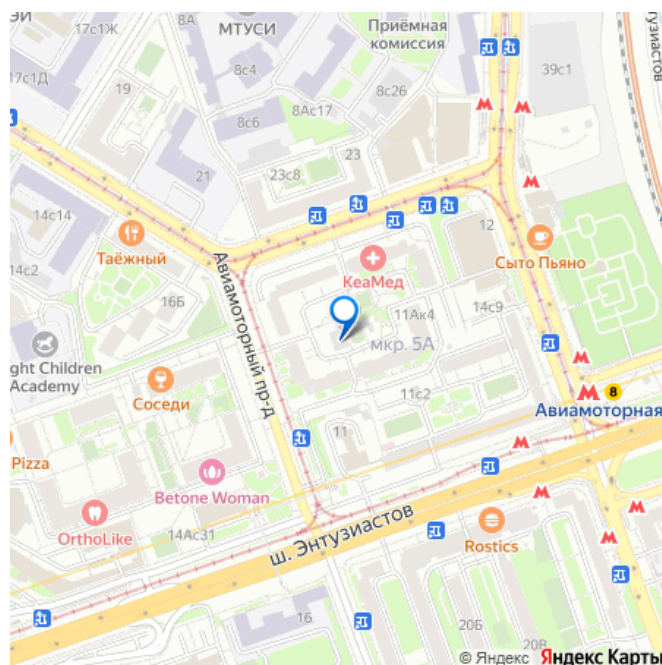 ЭЙ
17с1Ж
МТУСИ
8А
Приёмная
комиссия
17с1Д
19
8с4
8Ас17
8с26
39с1
8с6
21
23
23с8
14с14
Таёжный
12
Сыто Пьяно
14с2
16Б
Авиамоторный пр-д
КеаМед
11Ак4
14с9
мкр. 5А
ght Children
Academy
Соседи
11с2
8
Авиамоторная
11
Pizza
Betone Woman
OrthoLike
14Ас31
ш. Энтузиастов
Rostics
20Б
20В
© Яндекс Яндекс Карты